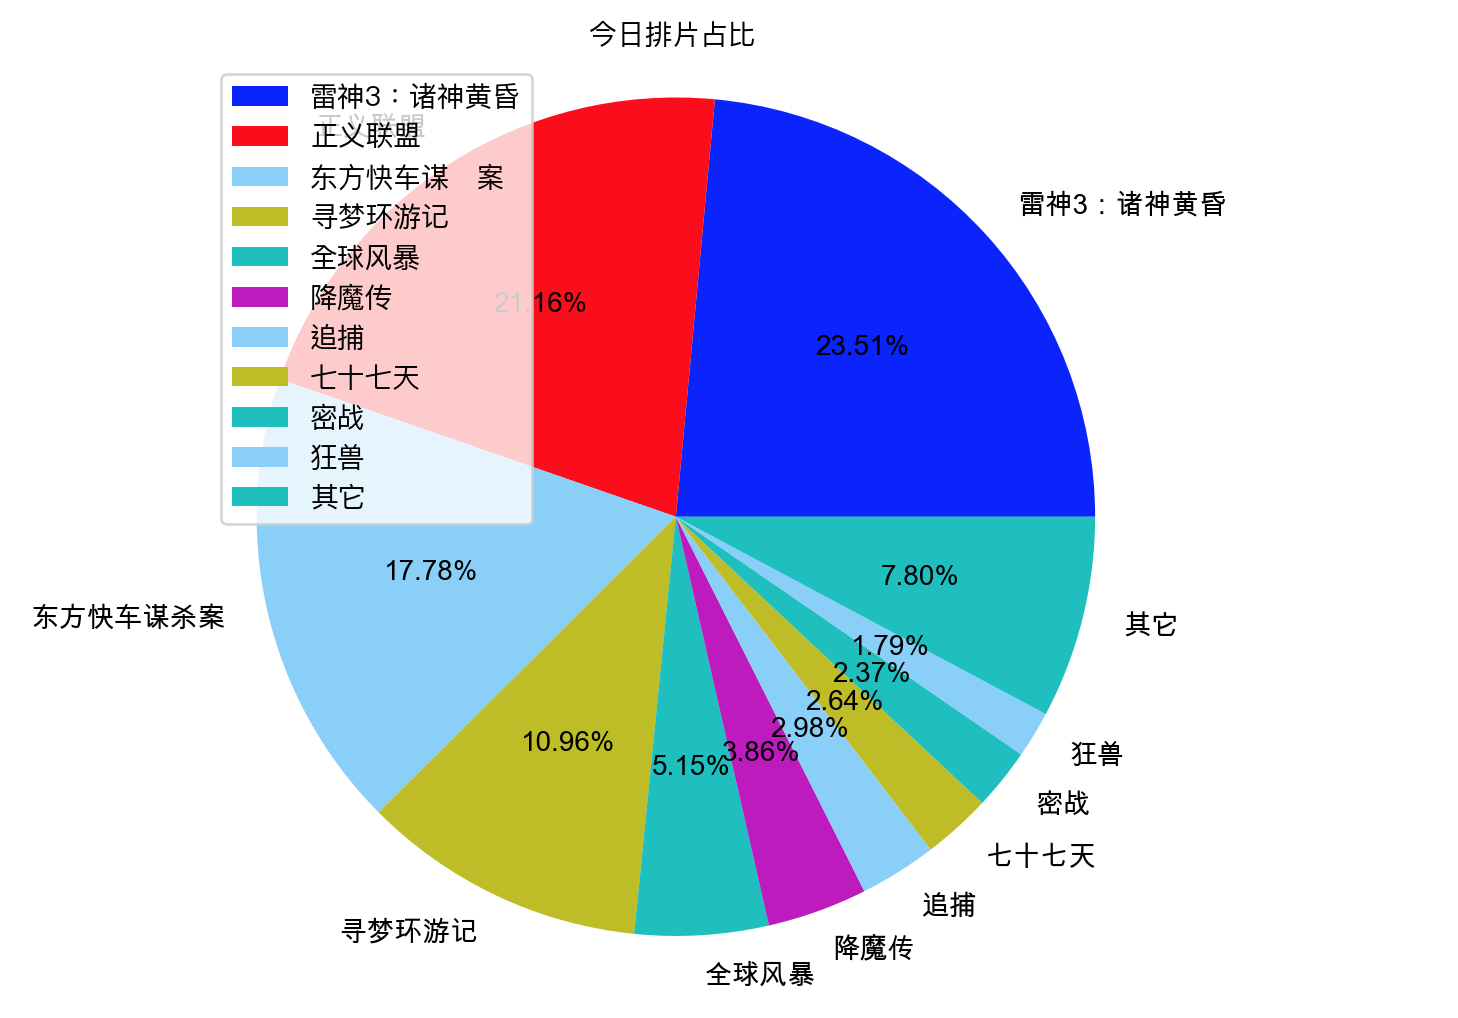 今日排片占比
雷神3：诸神黄昏
正义联盟
东方快车谋 案
寻梦环游记
全球风暴
降魔传
追捕
七十七天
密战
狂兽
其它
正义联盟
雷神3：诸神黄昏
21.16%
23.51%
17.78%
7.80%
东方快车谋杀案
其它
1.79%
2.37%
2.64%
2.98%
10.96%
3.86%
5.15%
狂兽
密战
七十七天
追捕
寻梦环游记
降魔传
全球风暴